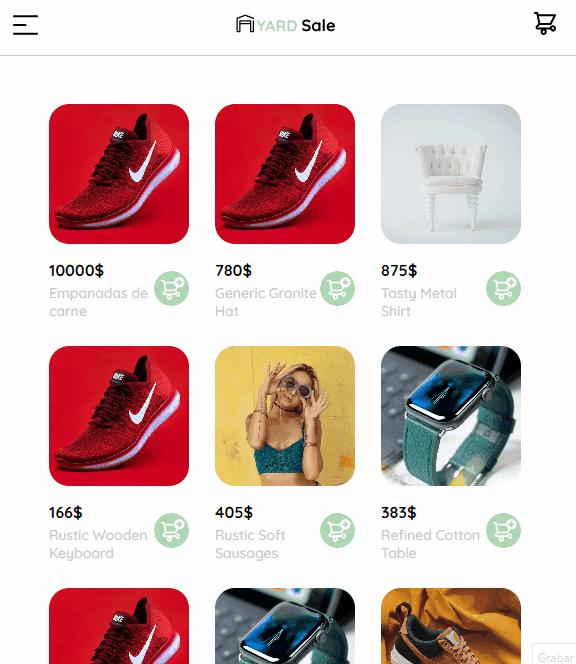 YARD Sale
10000$
Empanadas de
carne
780$
Generic Granite
Hat
875$
Tasty Metal
Shirt
166$
Rustic Wooden
Keyboard
405$
Rustic Soft
Sausages
383$
Refined Cotton
Table
Grabar